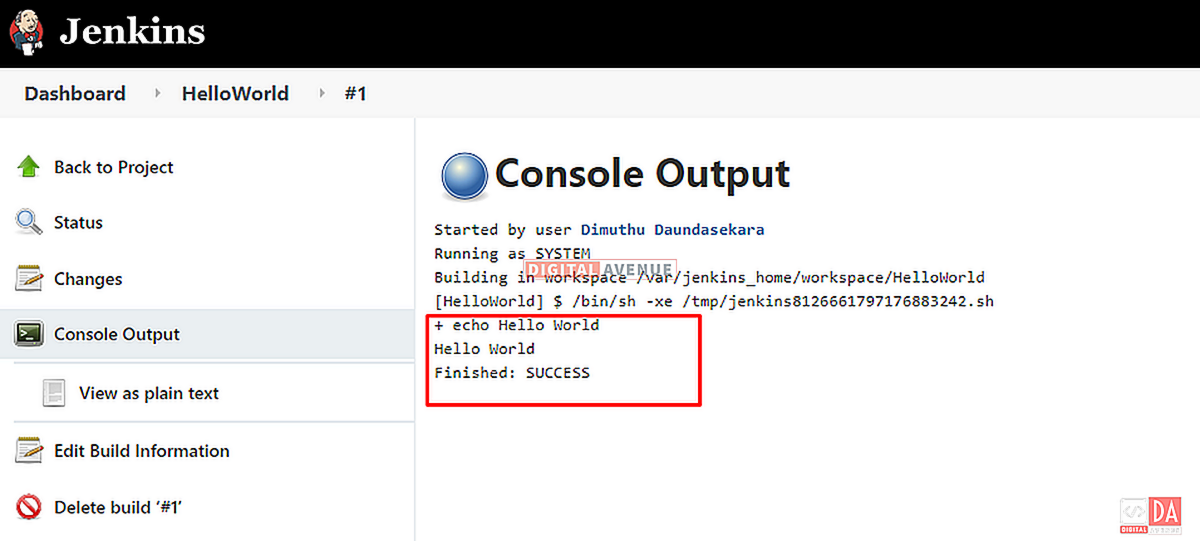 Jenkins
Dashboard HelloWorld #1
Back to Project
Status
Changes
Console Output
View as plain text
Edit Build Information
Delete build ‘#1’
Console Output
Started by user Dimuthu Daundasekara
Running as SYSTEM
DIGITAL AVENUE
Building in workspace /var/jenkins_home/workspace/HelloWorld
[HelloWorld] $ /bin/sh -xe /tmp/jenkins8126661797176883242.sh
+ echo Hello World
Hello World
Finished: SUCCESS
</> DA
DIGITAL AVENUE